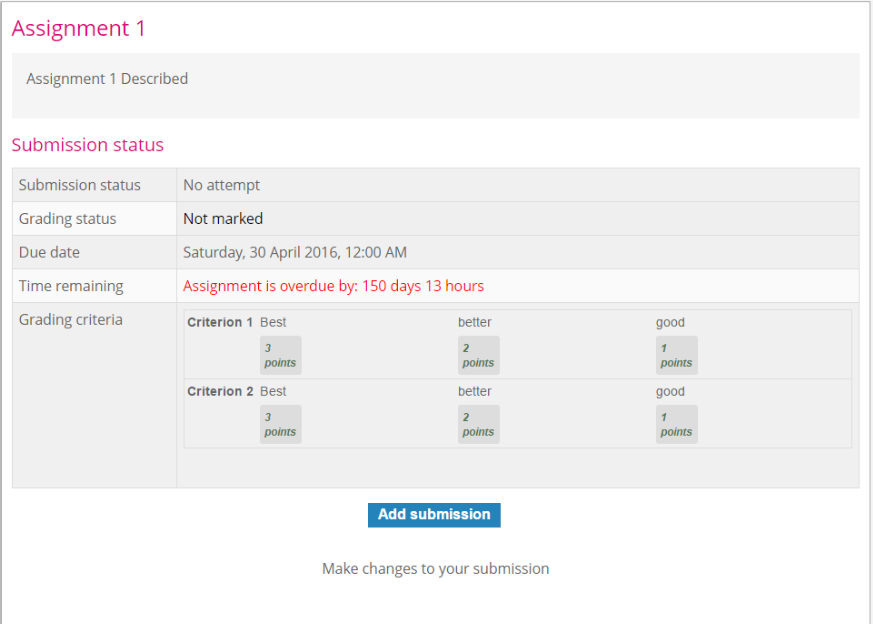 Assignment 1
Assignment 1 Described
Submission status
Submission status No attempt
Grading status Not marked
Due date Saturday, 30 April 2016, 12:00 AM
Time remaining Assignment is overdue by: 150 days 13 hours
Grading criteria Criterion 1 Best better good
3 2 1
points points points
Criterion 2 Best better good
3 2 1
points points points
Add submission
Make changes to your submission